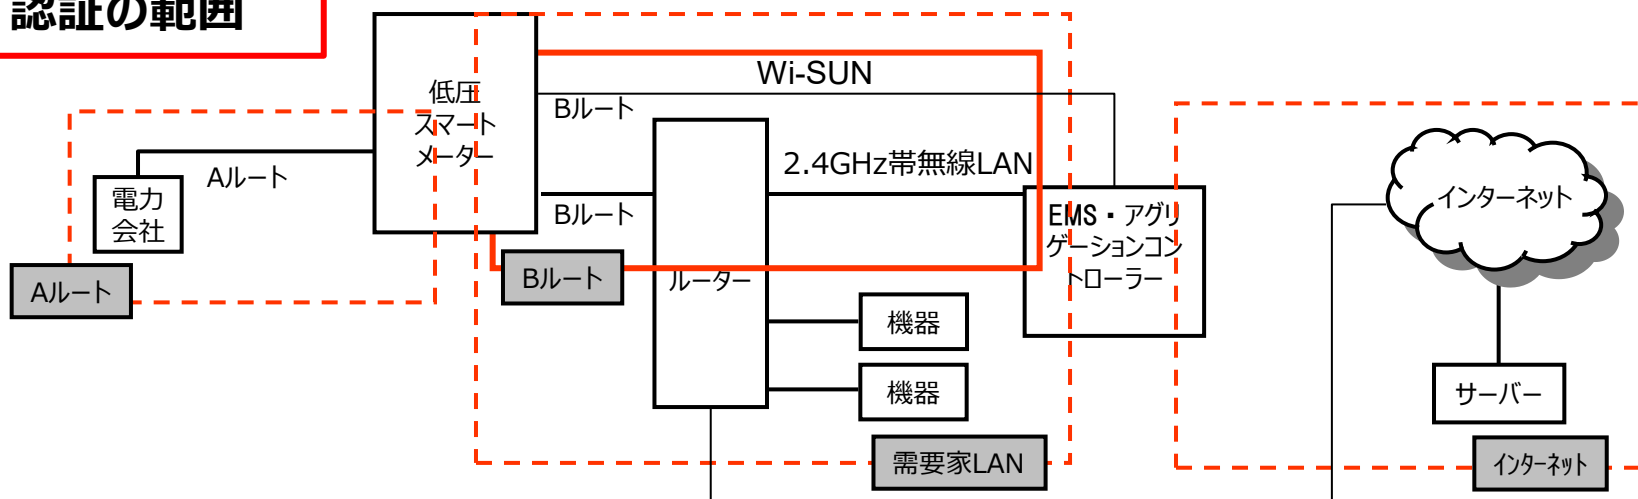 認証の範囲
Wi-SUN
低圧
スマート
メーター
Bルート
2.4GHz帯無線LAN
Aルート
電力
会社
Bルート
インターネット
EMS・アグリ
ゲーションコン
トローラー
Bルート
ルーター
Aルート
機器
機器
サーバー
需要家LAN
インターネット